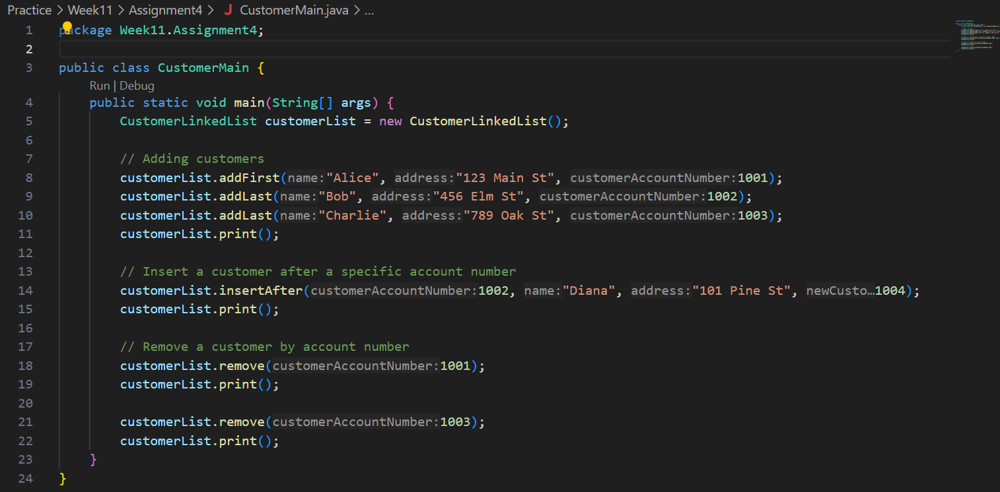 Practice > Week11 > Assignment4 > J CustomerMain.java > ...
1 package Week11.Assignment4;
2
3 public class CustomerMain {
Run | Debug
4 public static void main(String[] args) {
5 CustomerLinkedList customerList = new CustomerLinkedList();
6
7 // Adding customers
8 customerList.addFirst(name:"Alice", address:"123 Main St", customerAccountNumber:1001);
9 customerList.addLast(name:"Bob", address:"456 Elm St", customerAccountNumber:1002);
10 customerList.addLast(name:"Charlie", address:"789 Oak St", customerAccountNumber:1003);
11 customerList.print();
12
13 // Insert a customer after a specific account number
14 customerList.insertAfter(customerAccountNumber:1002, name:"Diana", address:"101 Pine St", newCusto…1004);
15 customerList.print();
16
17 // Remove a customer by account number
18 customerList.remove(customerAccountNumber:1001);
19 customerList.print();
20
21 customerList.remove(customerAccountNumber:1003);
22 customerList.print();
23 }
24 }